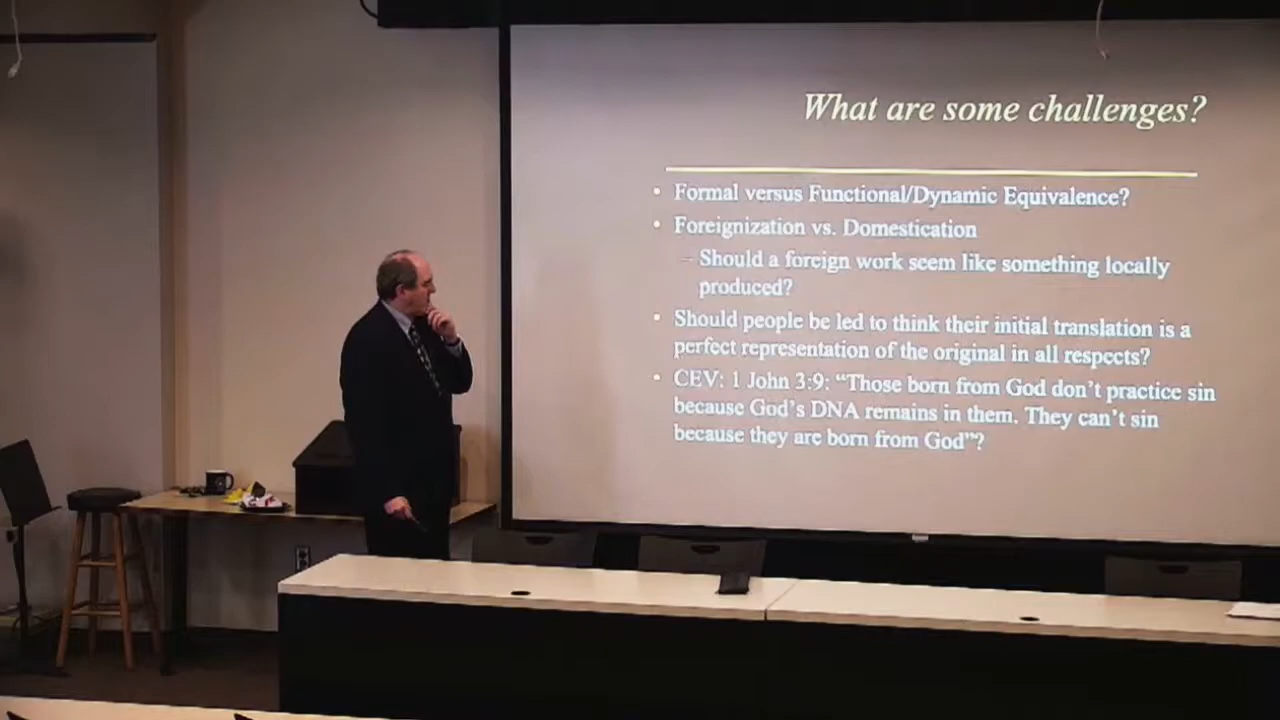 What are some challenges?
• Formal versus Functional/Dynamic Equivalence?
• Foreignization vs. Domestication
– Should a foreign work seem like something locally
produced?
• Should people be led to think their initial translation is a
perfect representation of the original in all respects?
• CEV: 1 John 3:9: “Those born from God don’t practice sin
because God’s DNA remains in them. They can’t sin
because they are born from God”?